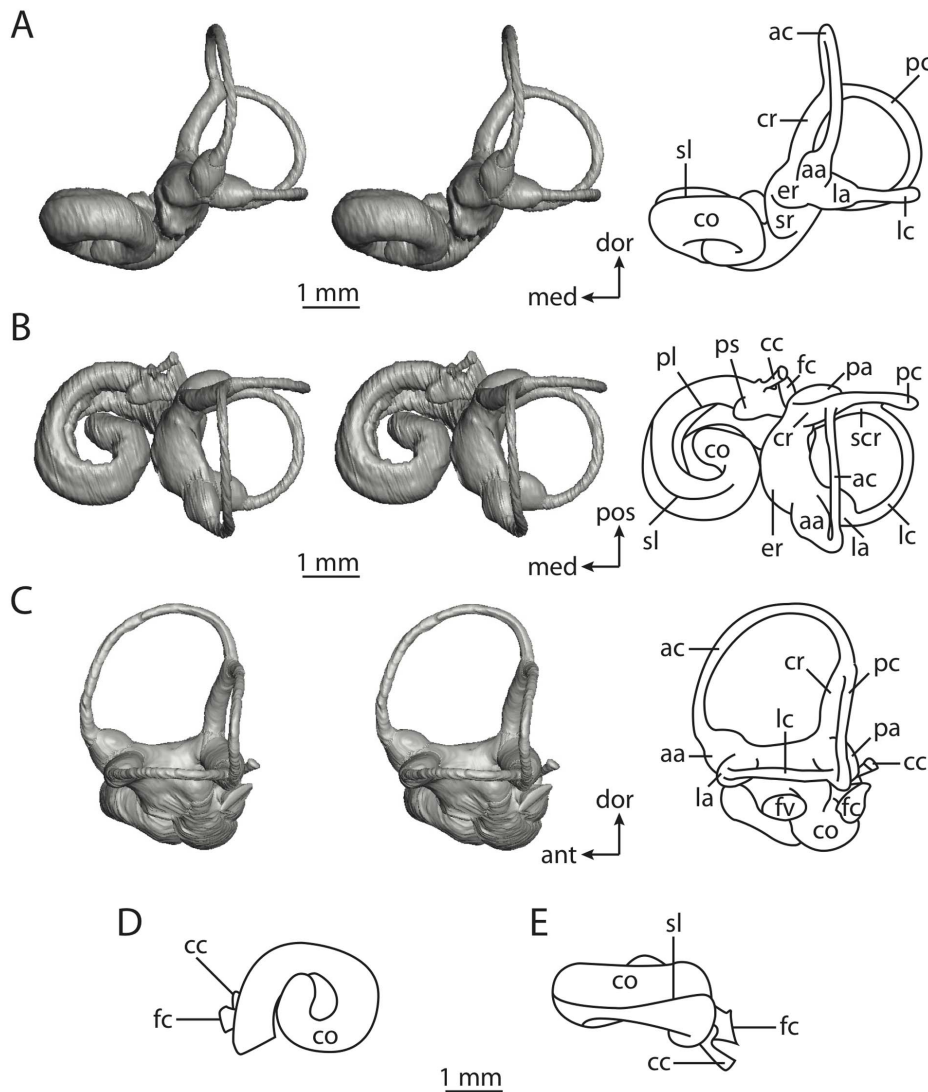 A
ac
pc
cr
sl
aa
er
la
co
sr
lc
dor
med
1 mm
B
pl
ps
cc
fc
pa
pc
cr
scr
co
ac
pos
sl
er
aa
la
lc
med
1 mm
C
ac
cr
pc
lc
pa
aa
cc
la
fv
fc
co
dor
ant
D
E
cc
sl
co
fc
co
fc
cc
1 mm